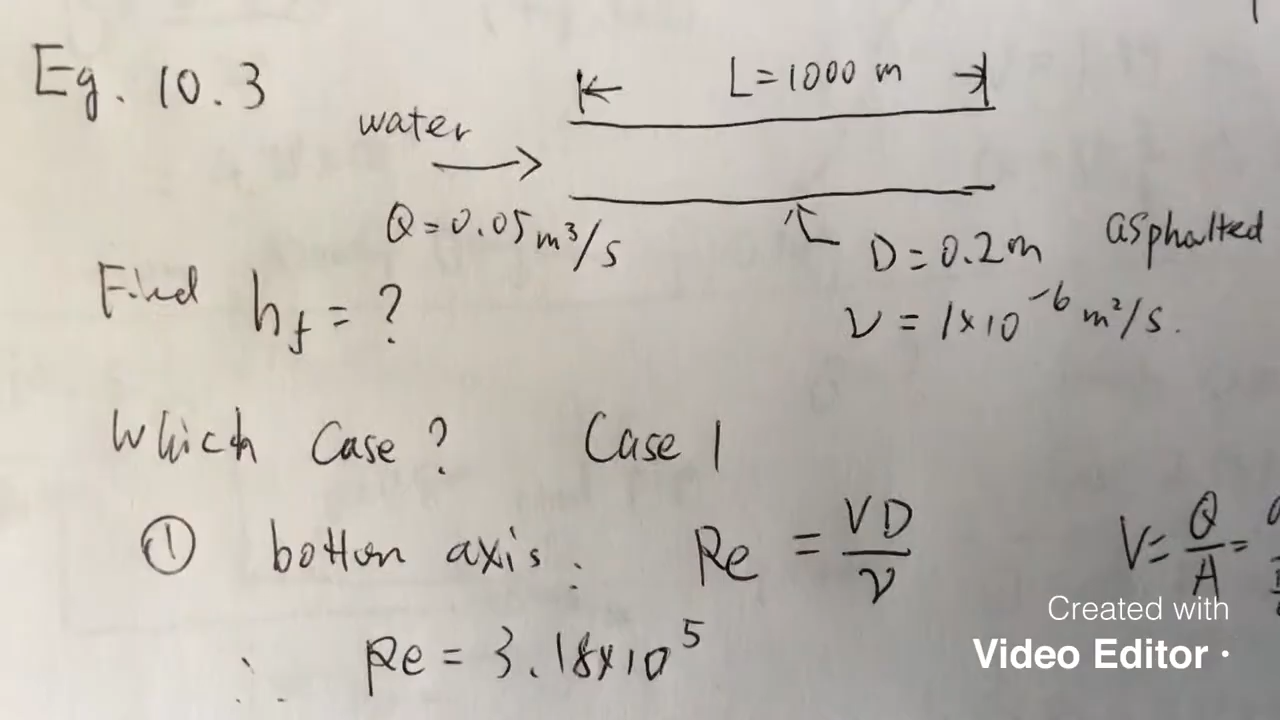 Eg. 10.3
L=1000 m
water
Q=0.05 m³/s
D=0.2m asphalted
Find hf = ?
ν = 1×10⁻⁶ m²/s.
Which Case? Case 1
① bottom axis: Re = VD/ν V= Q/A =
∴ Re = 3.18×10⁵
Created with
Video Editor ·